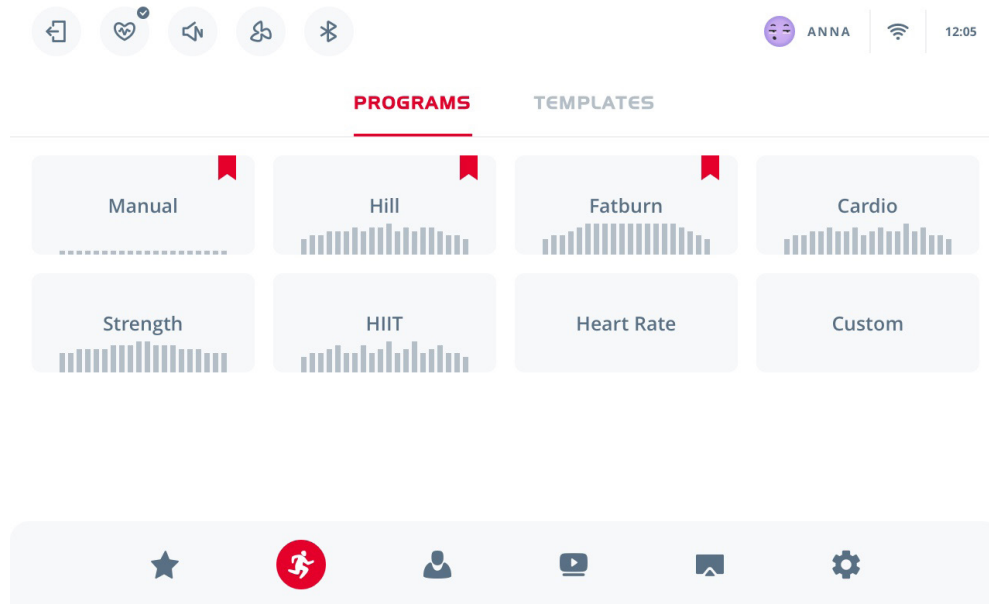 ANNA
12:05
PROGRAMS TEMPLATES
Manual Hill Fatburn Cardio
Strength HIIT Heart Rate Custom